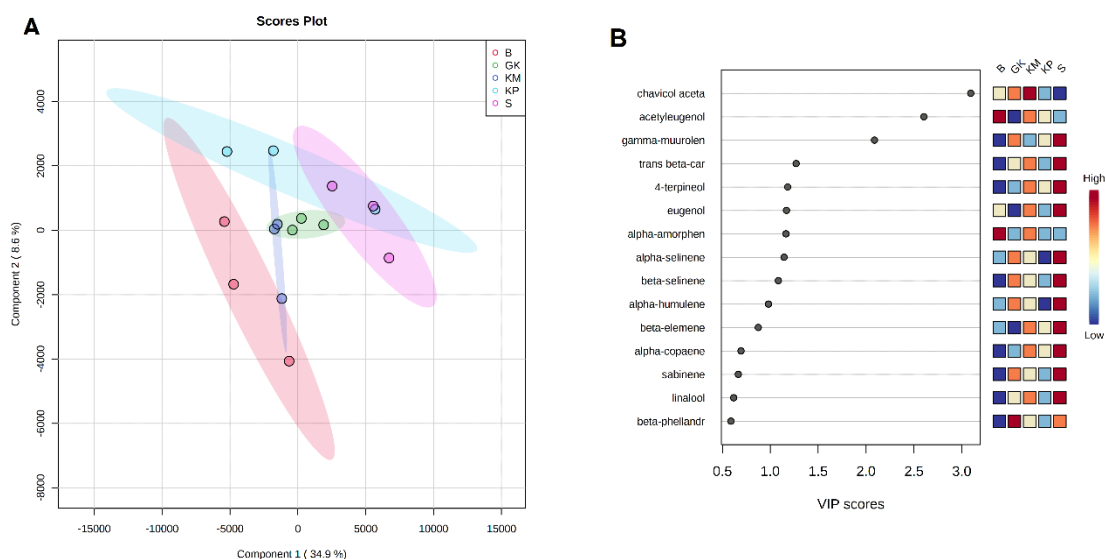 A
Scores Plot
B
GK
KM
KP
S
4000
2000
0
-2000
-4000
-6000
-8000
Component 2 ( 8.6 %)
-15000 -10000 -5000 0 5000 10000 15000
Component 1 ( 34.9 %)
B
B GK KM KP S
chavicol aceta
acetyleugenol
gamma-muurolen
trans beta-car
4-terpineol
eugenol
alpha-amorphen
alpha-selinene
beta-selinene
alpha-humulene
beta-elemene
alpha-copaene
sabinene
linalool
beta-phellandr
0.5 1.0 1.5 2.0 2.5 3.0
VIP scores
High
Low